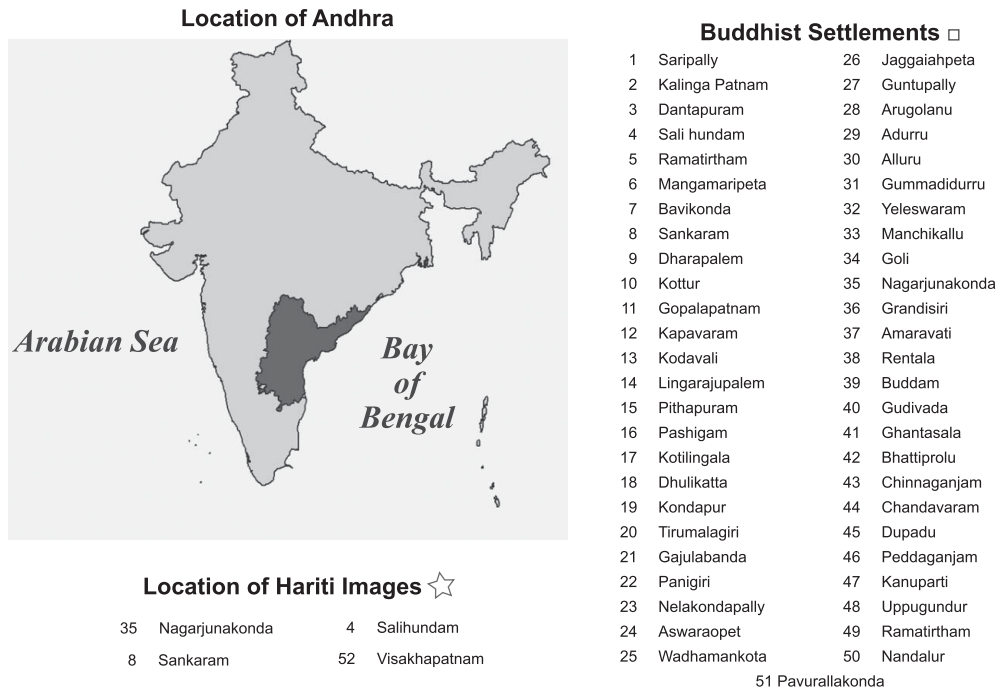 Location of Andhra
Arabian Sea
Bay
of
Bengal
Location of Hariti Images
35 Nagarjunakonda 4 Salihundam
8 Sankaram 52 Visakhapatnam
Buddhist Settlements
1 Saripally 26 Jaggaiahpeta
2 Kalinga Patnam 27 Guntupally
3 Dantapuram 28 Arugolanu
4 Sali hundam 29 Adurru
5 Ramatirtham 30 Alluru
6 Mangamaripeta 31 Gummadidurru
7 Bavikonda 32 Yeleswaram
8 Sankaram 33 Manchikallu
9 Dharapalem 34 Goli
10 Kottur 35 Nagarjunakonda
11 Gopalapatnam 36 Grandisiri
12 Kapavaram 37 Amaravati
13 Kodavali 38 Rentala
14 Lingarajupalem 39 Buddam
15 Pithapuram 40 Gudivada
16 Pashigam 41 Ghantasala
17 Kotilingala 42 Bhattiprolu
18 Dhulikatta 43 Chinnaganjam
19 Kondapur 44 Chandavaram
20 Tirumalagiri 45 Dupadu
21 Gajulabanda 46 Peddaganjam
22 Panigiri 47 Kanuparti
23 Nelakondapally 48 Uppugundur
24 Aswaraopet 49 Ramatirtham
25 Wadhamankota 50 Nandalur
51 Pavurallakonda